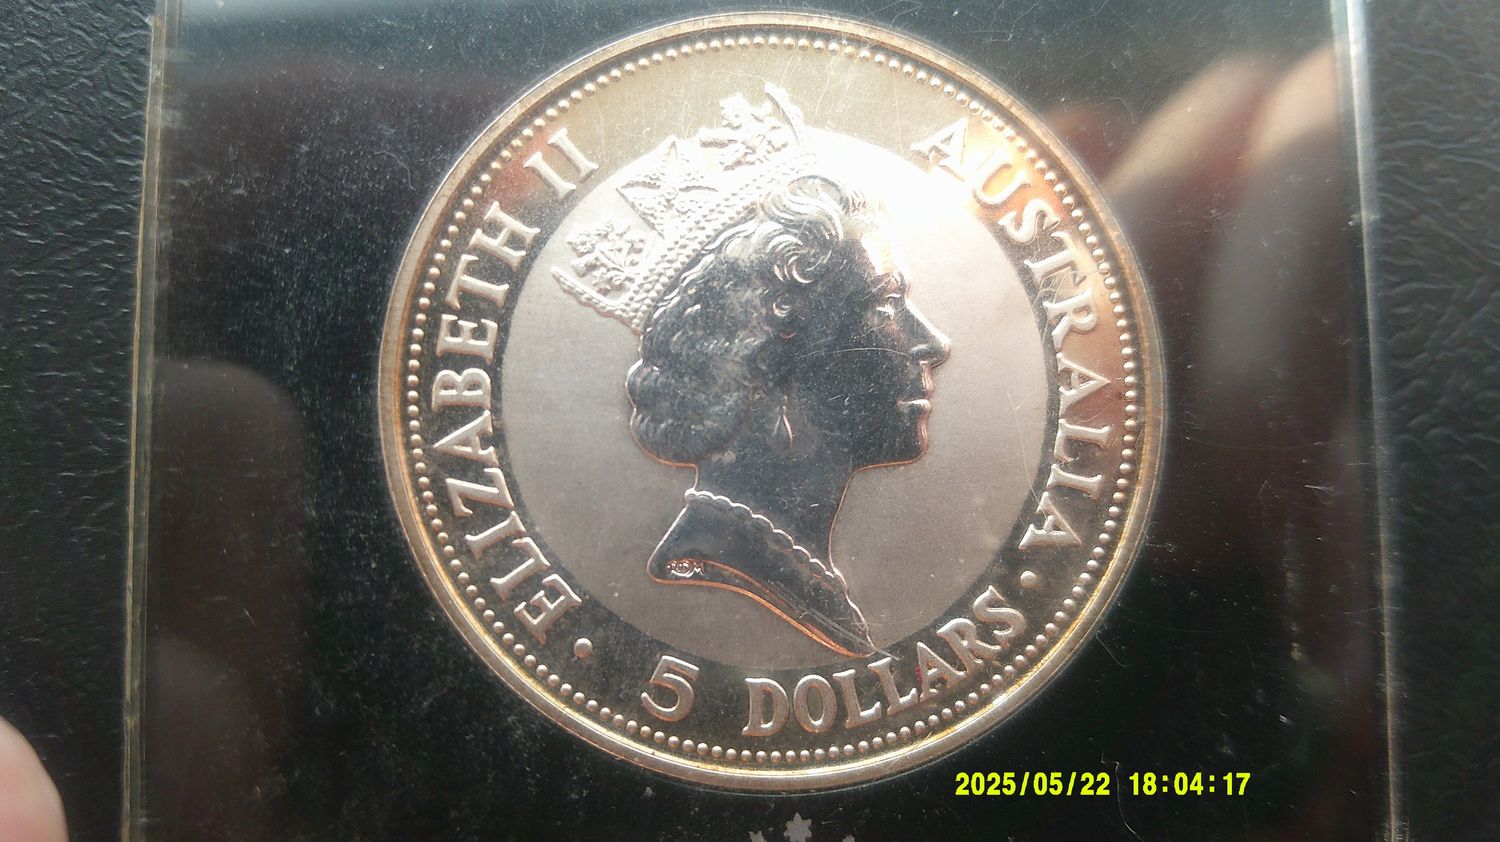 ELIZABETH II
AUSTRALIA
5 DOLLARS
RDM
2025/05/22 18:04:17